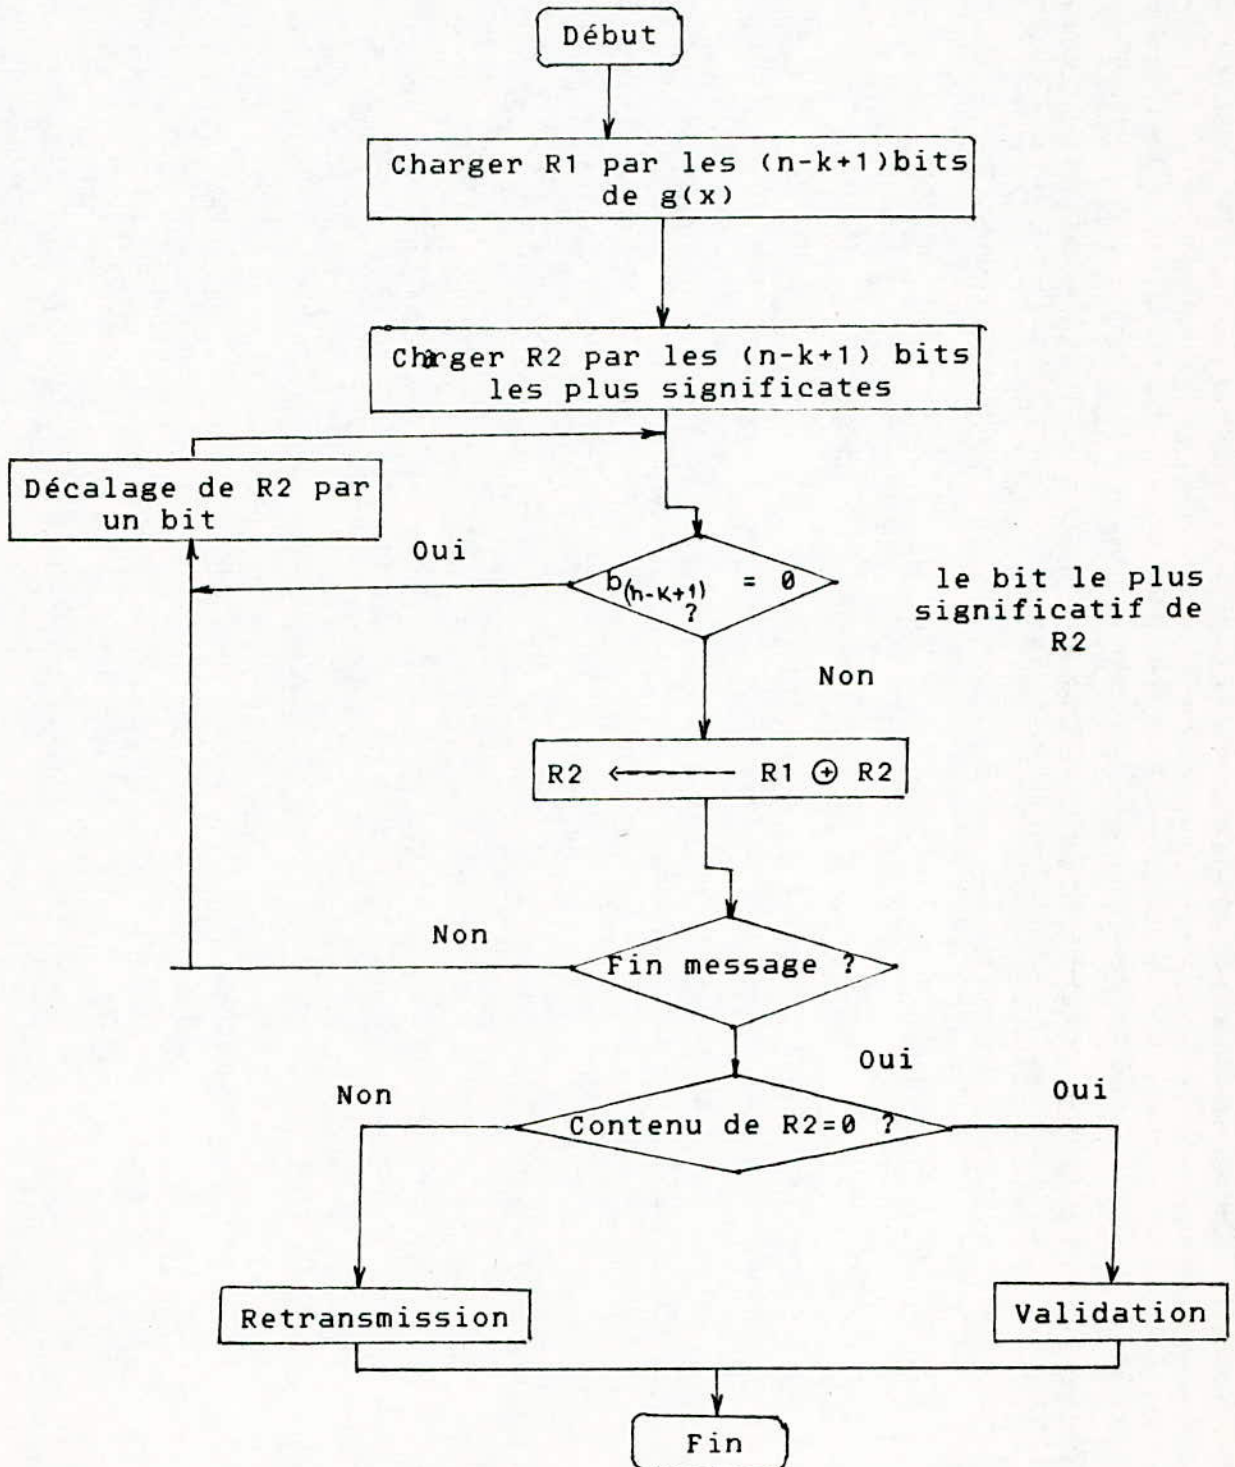 Début
Charger R1 par les (n-k+1)bits
de g(x)
Charger R2 par les (n-k+1) bits
les plus significates
Décalage de R2 par
un bit
Oui
b(n-K+1) = 0
?
le bit le plus
significatif de
R2
Non
R2 <------- R1 ⊕ R2
Non
Fin message ?
Oui
Non
Contenu de R2=0 ?
Oui
Retransmission
Validation
Fin